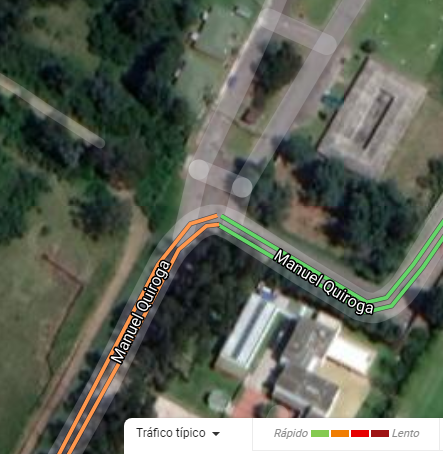 Manuel Quiroga
Manuel Quiroga
Tráfico típico
Rápido
Lento